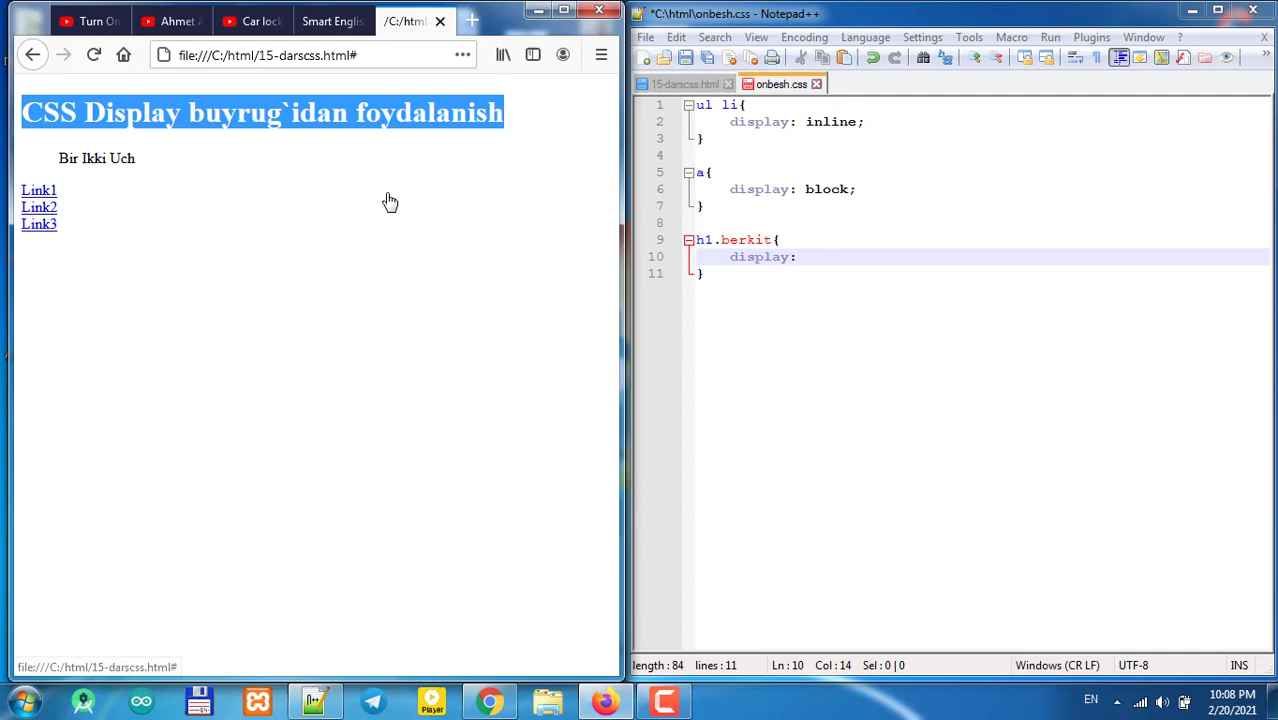 Turn On
Ahmet A
Car lock
Smart Englis
/C:/html
file:///C:/html/15-darscss.html#
CSS Display buyrug`idan foydalanish
Bir Ikki Uch
Link1
Link2
Link3
file:///C:/html/15-darscss.html#
*C:\html\onbesh.css - Notepad++
File Edit Search View Encoding Language Settings Tools Macro Run Plugins Window ? X
15-darscss.html onbesh.css
1 ul li{
2 display: inline;
3 }
4
5 a{
6 display: block;
7 }
8
9 h1.berkit{
10 display:
11 }
length : 84 lines : 11 Ln : 10 Col : 14 Sel : 0 | 0 Windows (CR LF) UTF-8 INS
Player
EN
10:08 PM
2/20/2021